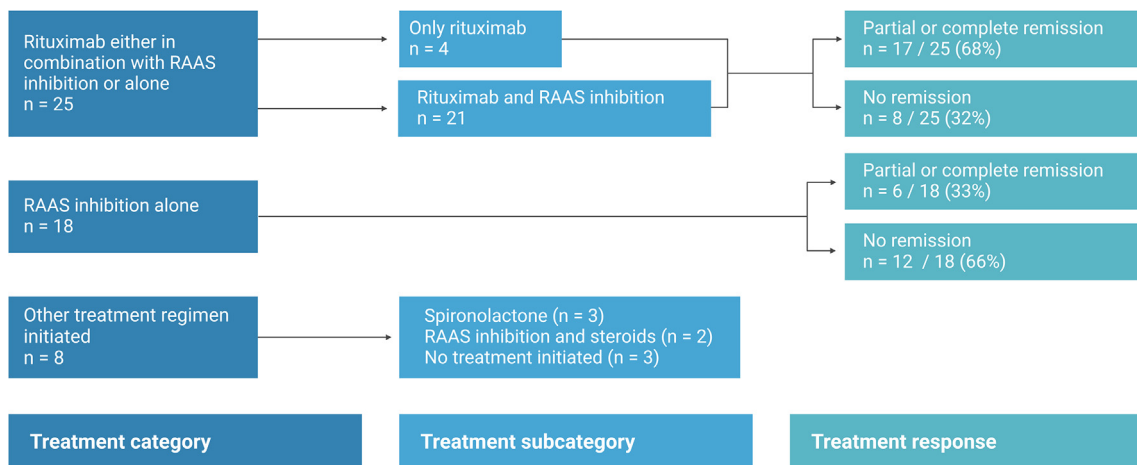 Rituximab either in
combination with RAAS
inhibition or alone
n = 25
Only rituximab
n = 4
Rituximab and RAAS inhibition
n = 21
Partial or complete remission
n = 17 / 25 (68%)
No remission
n = 8 / 25 (32%)
RAAS inhibition alone
n = 18
Partial or complete remission
n = 6 / 18 (33%)
No remission
n = 12 / 18 (66%)
Other treatment regimen
initiated
n = 8
Spironolactone (n = 3)
RAAS inhibition and steroids (n = 2)
No treatment initiated (n = 3)
Treatment category
Treatment subcategory
Treatment response